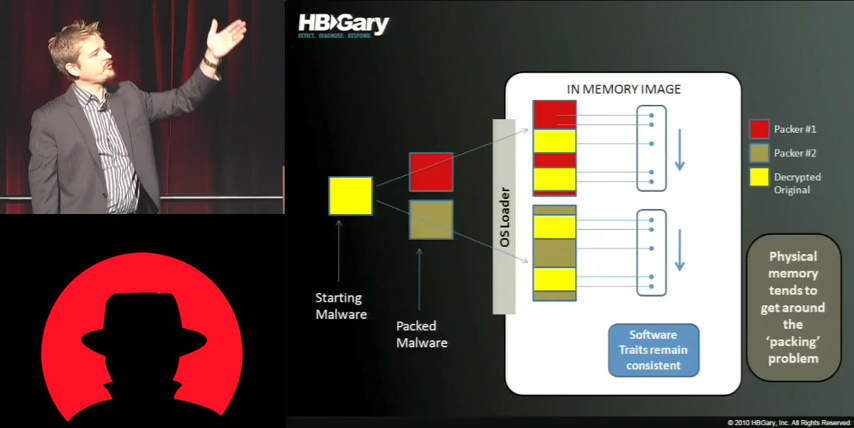 HBGary
DETECT. DIAGNOSE. RESPOND.
IN MEMORY IMAGE
Packer #1
Packer #2
Decrypted
Original
OS Loader
Starting
Malware
Packed
Malware
Software
Traits remain
consistent
Physical
memory
tends to
get around
the
‘packing’
problem
© 2010 HBGary, Inc. All Rights Reserved